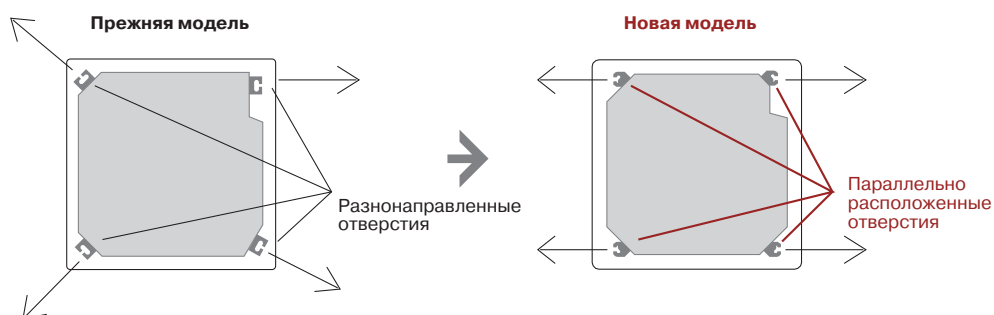 Прежняя модель
Новая модель
Разнонаправленные
отверстия
Параллельно
расположенные
отверстия